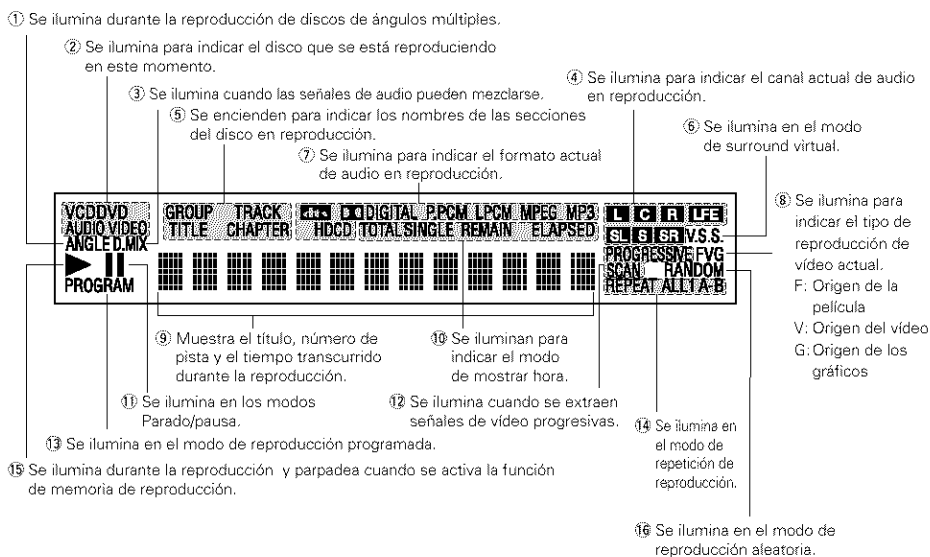 ① Se ilumina durante la reproducción de discos de ángulos múltiples.
② Se ilumina para indicar el disco que se está reproduciendo
en este momento.
③ Se ilumina cuando las señales de audio pueden mezclarse.
④ Se ilumina para indicar el canal actual de audio
en reproducción.
⑤ Se encienden para indicar los nombres de las secciones
del disco en reproducción.
⑥ Se ilumina en el modo
de surround virtual.
⑦ Se ilumina para indicar el formato actual
de audio en reproducción.
⑧ Se ilumina para
indicar el tipo de
reproducción de
vídeo actual.
F: Origen de la
película
V: Origen del vídeo
G: Origen de los
gráficos
VCD DVD GROUP TRACK dts DIGITAL P.PCM LPCM MPEG MP3 L C R LFE
AUDIO VIDEO TITLE CHAPTER HDCD TOTAL SINGLE REMAIN ELAPSED SL S SR V.S.S.
ANGLE D.MIX PROGRESSIVE FVG
SCAN RANDOM
PROGRAM REPEAT ALL 1 A-B
⑨ Muestra el título, número de
pista y el tiempo transcurrido
durante la reproducción.
⑩ Se iluminan para
indicar el modo
de mostrar hora.
⑪ Se ilumina en los modos
Parado/pausa.
⑫ Se ilumina cuando se extraen
señales de vídeo progresivas.
⑬ Se ilumina en el modo de reproducción programada.
⑭ Se ilumina en
el modo de
repetición de
reproducción.
⑮ Se ilumina durante la reproducción y parpadea cuando se activa la función
de memoria de reproducción.
⑯ Se ilumina en el modo de
reproducción aleatoria.